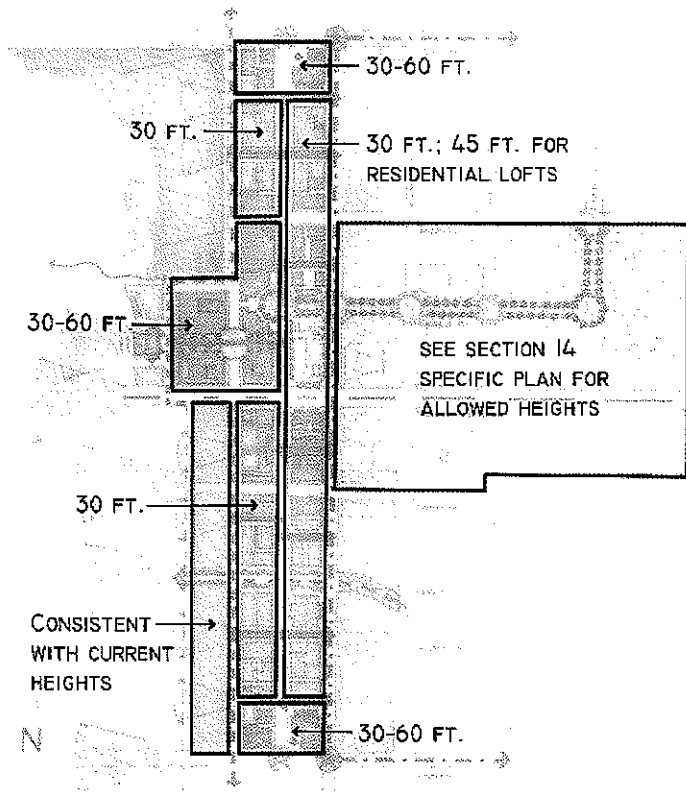 30-60 FT.
30 FT.
30 FT.; 45 FT. FOR
RESIDENTIAL LOFTS
30-60 FT.
SEE SECTION 14
SPECIFIC PLAN FOR
ALLOWED HEIGHTS
30 FT.
CONSISTENT
WITH CURRENT
HEIGHTS
30-60 FT.
N